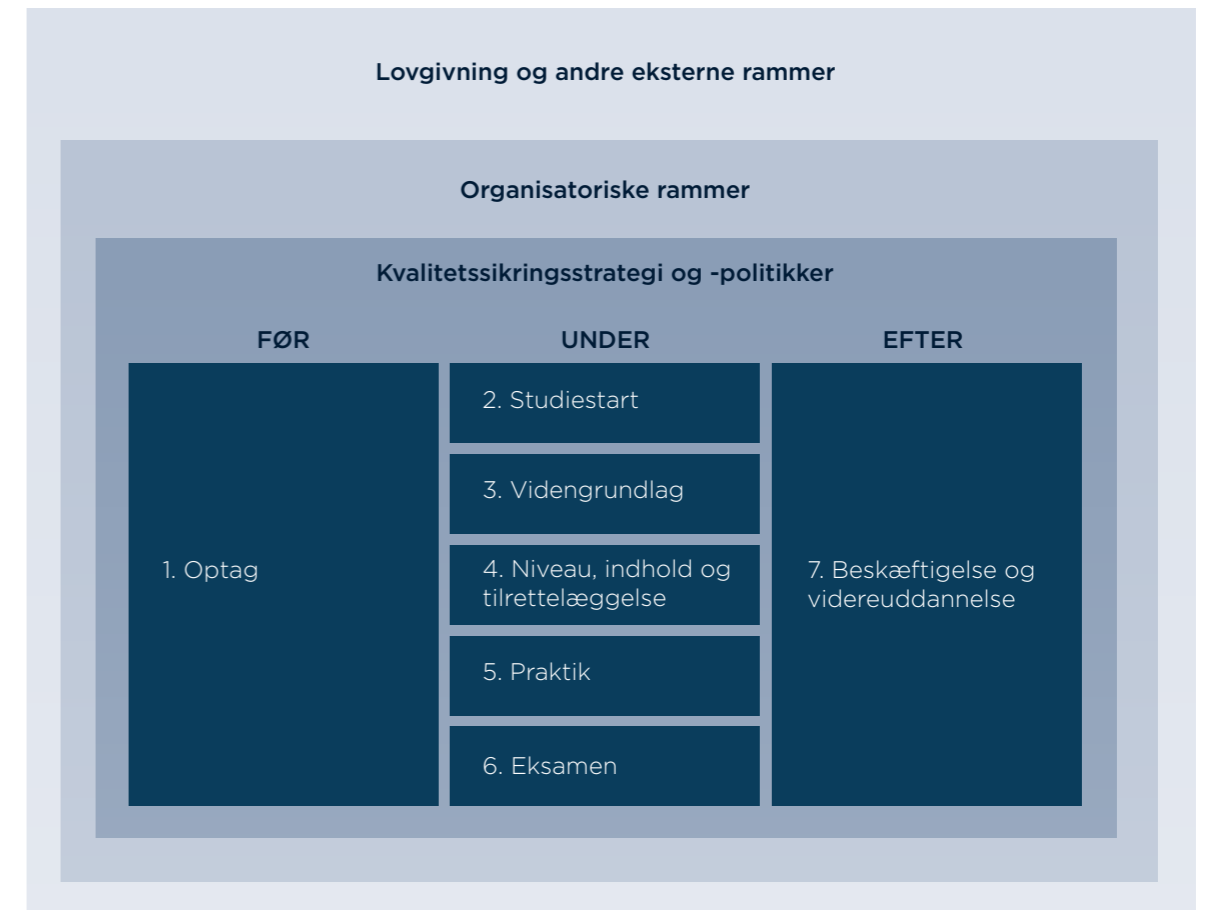 Lovgivning og andre eksterne rammer
Organisatoriske rammer
Kvalitetssikringsstrategi og -politikker
FØR
UNDER
EFTER
1. Optag
2. Studiestart
3. Videngrundlag
4. Niveau, indhold og
tilrettelæggelse
5. Praktik
6. Eksamen
7. Beskæftigelse og
videreuddannelse